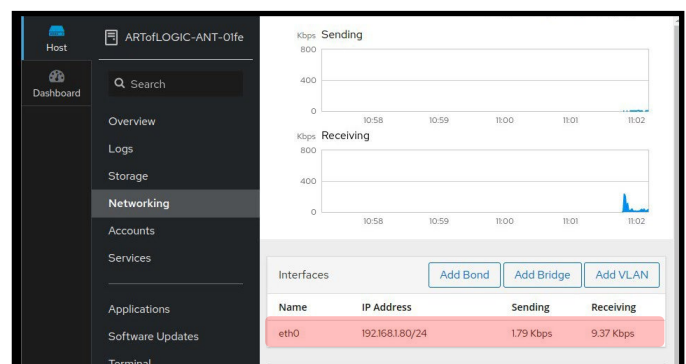 Host
Dashboard
ARTofLOGIC-ANT-01fe
Search
Overview
Logs
Storage
Networking
Accounts
Services
Applications
Software Updates
Terminal
Kbps Sending
800
400
0
10:58 10:59 11:00 11:01 11:02
Kbps Receiving
800
400
0
10:58 10:59 11:00 11:01 11:02
Interfaces Add Bond Add Bridge Add VLAN
Name IP Address Sending Receiving
eth0 192.168.1.80/24 1.79 Kbps 9.37 Kbps